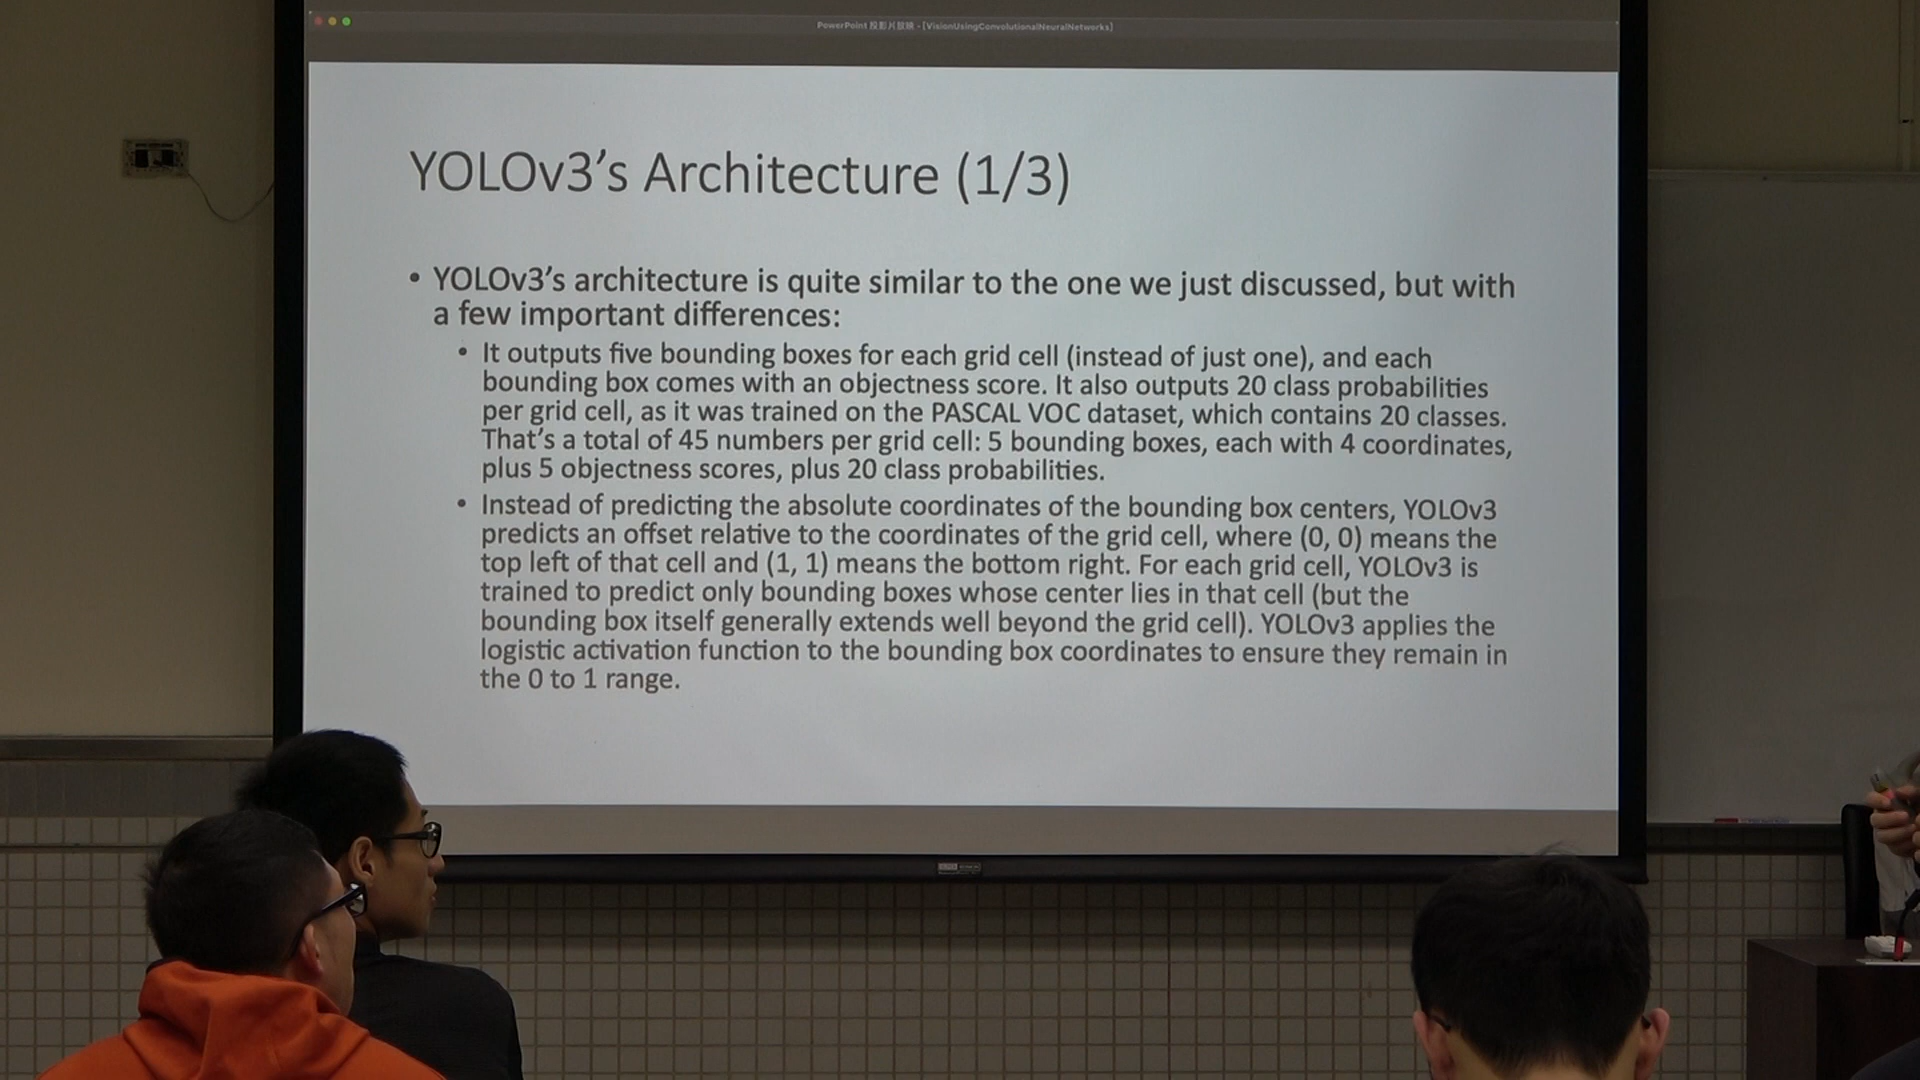 PowerPoint 投影片放映 - [VisionUsingConvolutionalNeuralNetworks]
YOLOv3’s Architecture (1/3)
• YOLOv3’s architecture is quite similar to the one we just discussed, but with
a few important differences:
• It outputs five bounding boxes for each grid cell (instead of just one), and each
bounding box comes with an objectness score. It also outputs 20 class probabilities
per grid cell, as it was trained on the PASCAL VOC dataset, which contains 20 classes.
That’s a total of 45 numbers per grid cell: 5 bounding boxes, each with 4 coordinates,
plus 5 objectness scores, plus 20 class probabilities.
• Instead of predicting the absolute coordinates of the bounding box centers, YOLOv3
predicts an offset relative to the coordinates of the grid cell, where (0, 0) means the
top left of that cell and (1, 1) means the bottom right. For each grid cell, YOLOv3 is
trained to predict only bounding boxes whose center lies in that cell (but the
bounding box itself generally extends well beyond the grid cell). YOLOv3 applies the
logistic activation function to the bounding box coordinates to ensure they remain in
the 0 to 1 range.